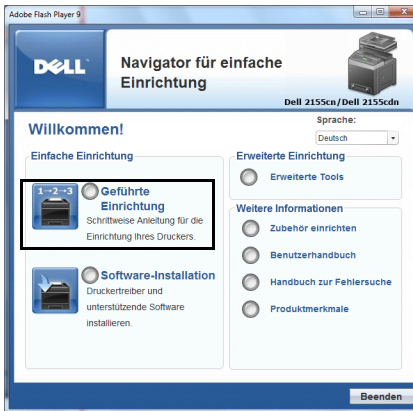 Adobe Flash Player 9
DELL
Navigator für einfache
Einrichtung
Dell 2155cn/Dell 2155cdn
Willkommen!
Sprache:
Deutsch
Einfache Einrichtung
1→2→3
Geführte
Einrichtung
Schrittweise Anleitung für die
Einrichtung Ihres Druckers.
Software-Installation
Druckertreiber und
unterstützende Software
installieren.
Erweiterte Einrichtung
Erweiterte Tools
Weitere Informationen
Zubehör einrichten
Benutzerhandbuch
Handbuch zur Fehlersuche
Produktmerkmale
Beenden